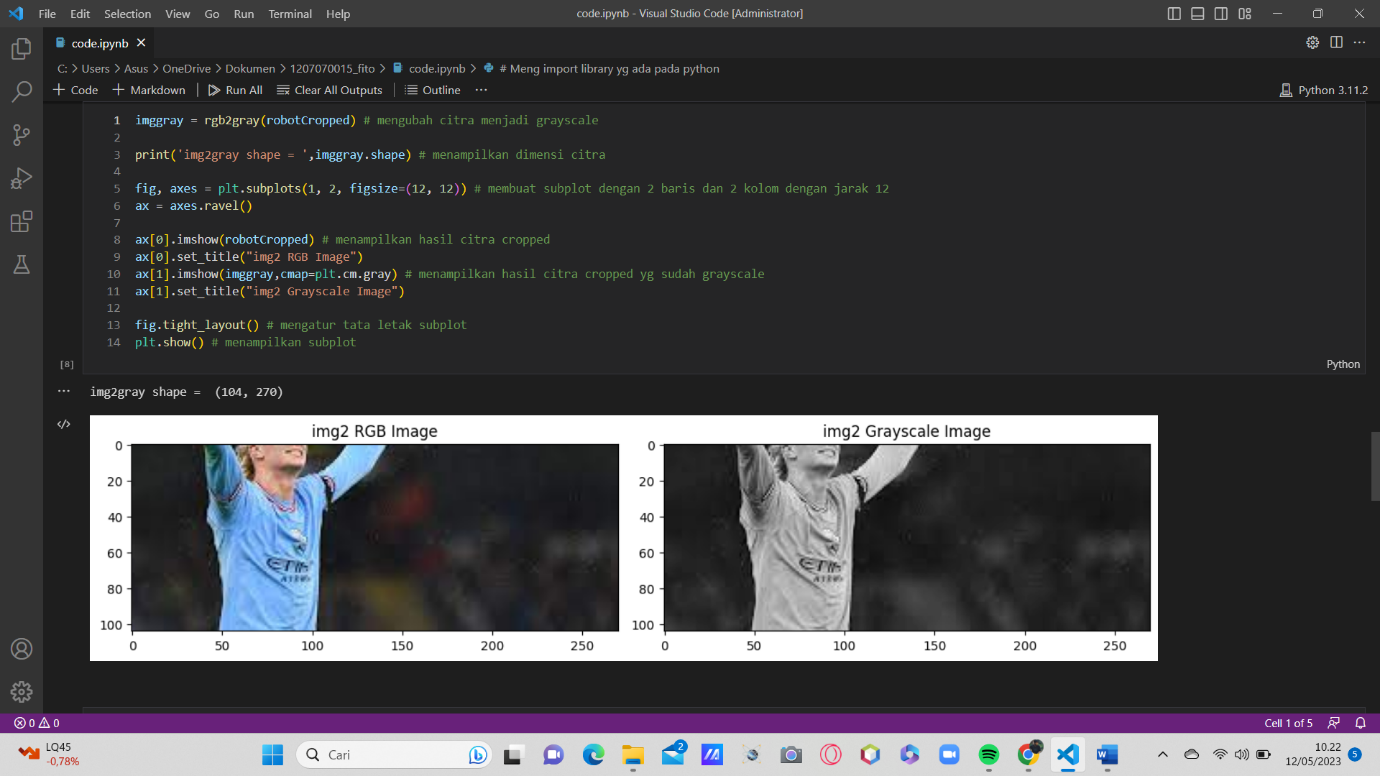 File Edit Selection View Go Run Terminal Help code.ipynb - Visual Studio Code [Administrator]
code.ipynb
C: > Users > Asus > OneDrive > Dokumen > 1207070015_fito > code.ipynb > # Meng import library yg ada pada python
+ Code + Markdown Run All Clear All Outputs Outline ... Python 3.11.2
1 imggray = rgb2gray(robotCropped) # mengubah citra menjadi grayscale
2
3 print('img2gray shape = ',imggray.shape) # menampilkan dimensi citra
4
5 fig, axes = plt.subplots(1, 2, figsize=(12, 12)) # membuat subplot dengan 2 baris dan 2 kolom dengan jarak 12
6 ax = axes.ravel()
7
8 ax[0].imshow(robotCropped) # menampilkan hasil citra cropped
9 ax[0].set_title("img2 RGB Image")
10 ax[1].imshow(imggray,cmap=plt.cm.gray) # menampilkan hasil citra cropped yg sudah grayscale
11 ax[1].set_title("img2 Grayscale Image")
12
13 fig.tight_layout() # mengatur tata letak subplot
14 plt.show() # menampilkan subplot
[8] Python
... img2gray shape =  (104, 270)
img2 RGB Image img2 Grayscale Image
0 0
20 20
40 40
60 60
80 80
100 100
0 50 100 150 200 250 0 50 100 150 200 250
0 0 Cell 1 of 5
LQ45
-0,78%
Cari
2
10.22
12/05/2023
5